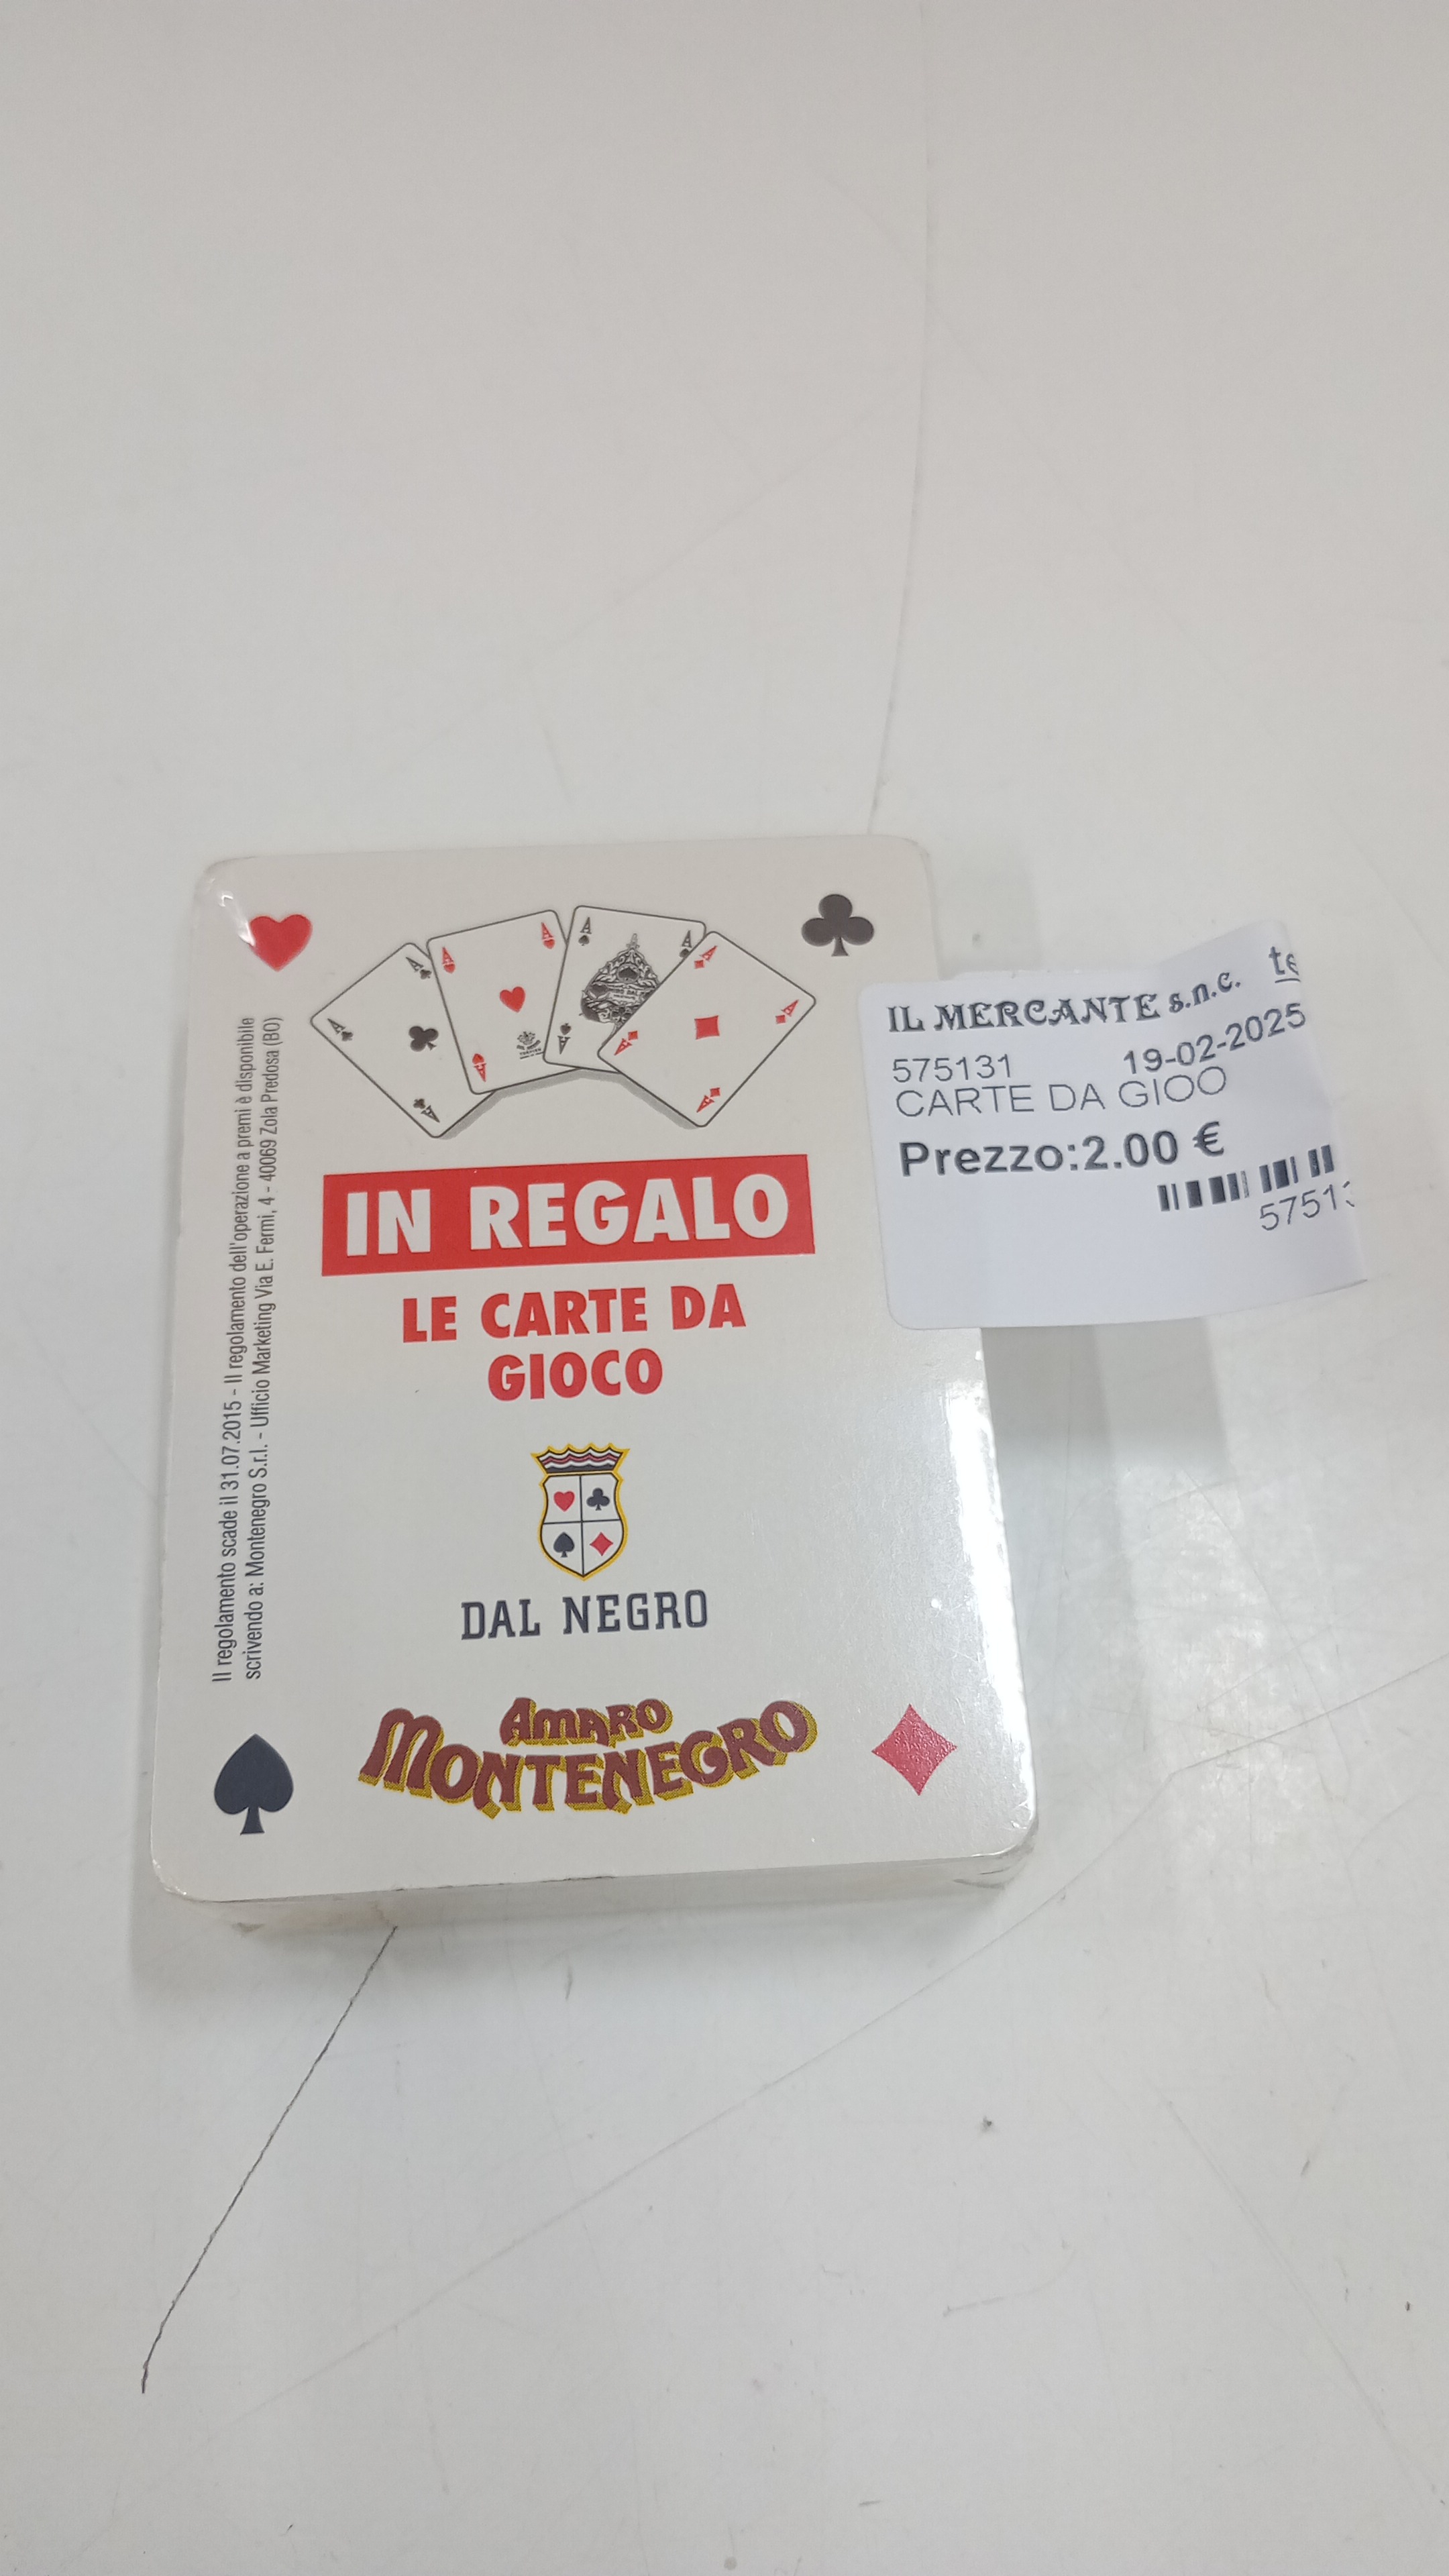 IN REGALO
LE CARTE DA
GIOCO
DAL NEGRO
AMARO
MONTENEGRO
Il regolamento scade il 31.07.2015 - Il regolamento dell'operazione a premi è disponibile
scrivendo a: Montenegro S.r.l. - Ufficio Marketing Via E. Fermi, 4 - 40069 Zola Predosa (BO)
IL MERCANTE s.n.c.
575131 19-02-2025
CARTE DA GIOO
Prezzo:2.00 €